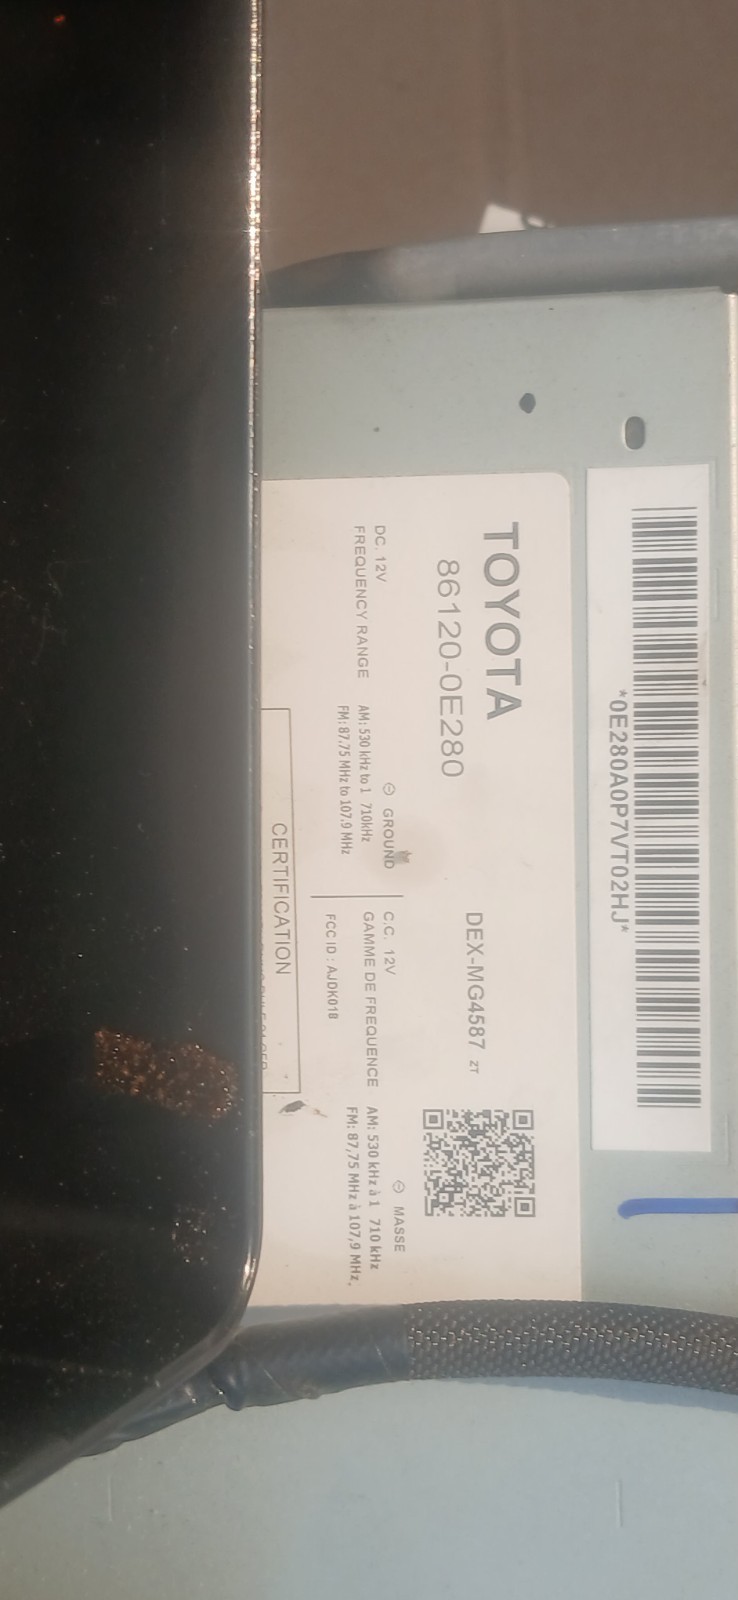 *0E280A0P7VT02HJ*
TOYOTA
86120-0E280
DEX-MG4587 ZT
DC. 12V
⊖ GROUND
FREQUENCY RANGE
AM: 530 kHz to 1 710kHz
FM: 87.75 MHz to 107.9 MHz
C.C. 12V
⊖ MASSE
GAMME DE FREQUENCE
AM: 530 kHz à 1 710 kHz
FM: 87,75 MHz à 107,9 MHz,
FCC ID : AJDK018
CERTIFICATION